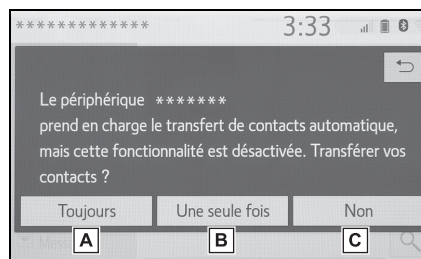 ************* 3:33
Le périphérique *******
prend en charge le transfert de contacts automatique,
mais cette fonctionnalité est désactivée. Transférer vos
contacts ?
Toujours Une seule fois Non
A B C